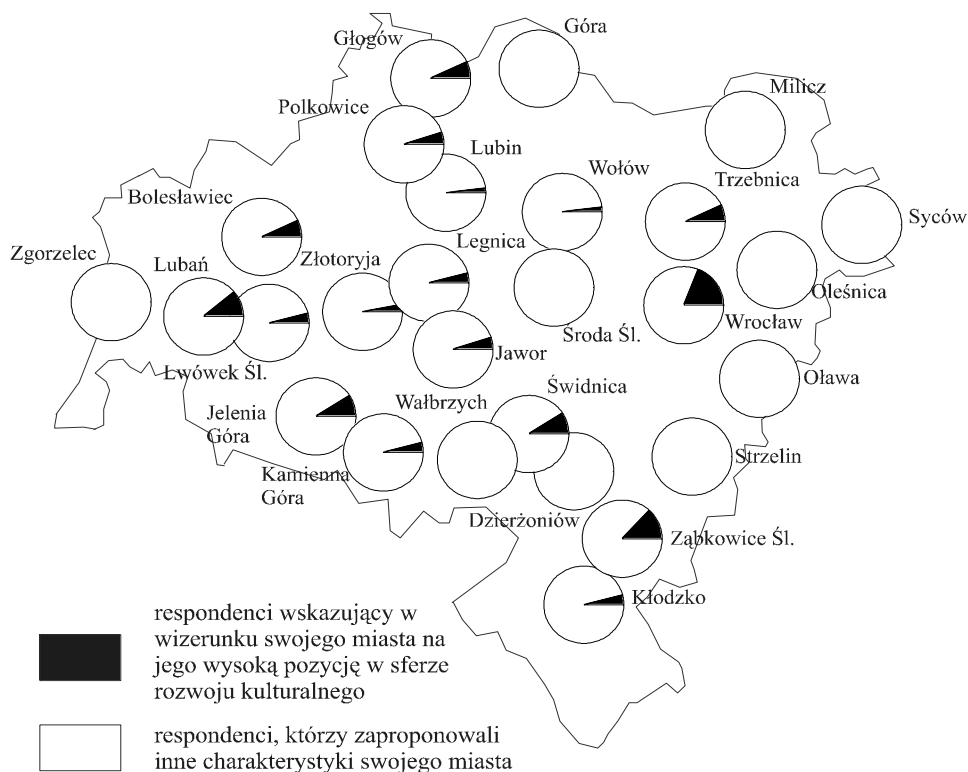 Góra
Głogów
Milicz
Polkowice
Lubin
Wołów
Trzebnica
Bolesławiec
Syców
Zgorzelec
Lubań
Złotoryja
Legnica
Oleśnica
Wrocław
Środa Śl.
Jawor
Lwówek Śl.
Oława
Świdnica
Wałbrzych
Jelenia
Góra
Strzelin
Kamienna
Góra
Dzierżoniów
Ząbkowice Śl.
Kłodzko
respondenci wskazujący w
wizerunku swojego miasta na
jego wysoką pozycję w sferze
rozwoju kulturalnego
respondenci, którzy zaproponowali
inne charakterystyki swojego miasta